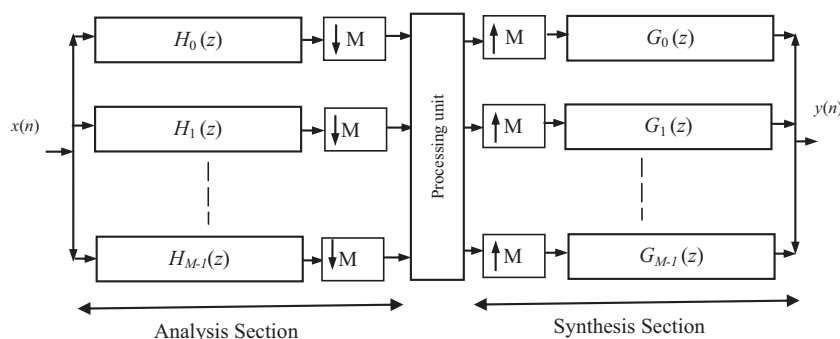 H0 (z) ↓ M ↑ M G0 (z)
x(n) H1 (z) ↓ M Processing unit ↑ M G1 (z) y(n)
HM-1(z) ↓ M ↑ M GM-1(z)
Analysis Section Synthesis Section